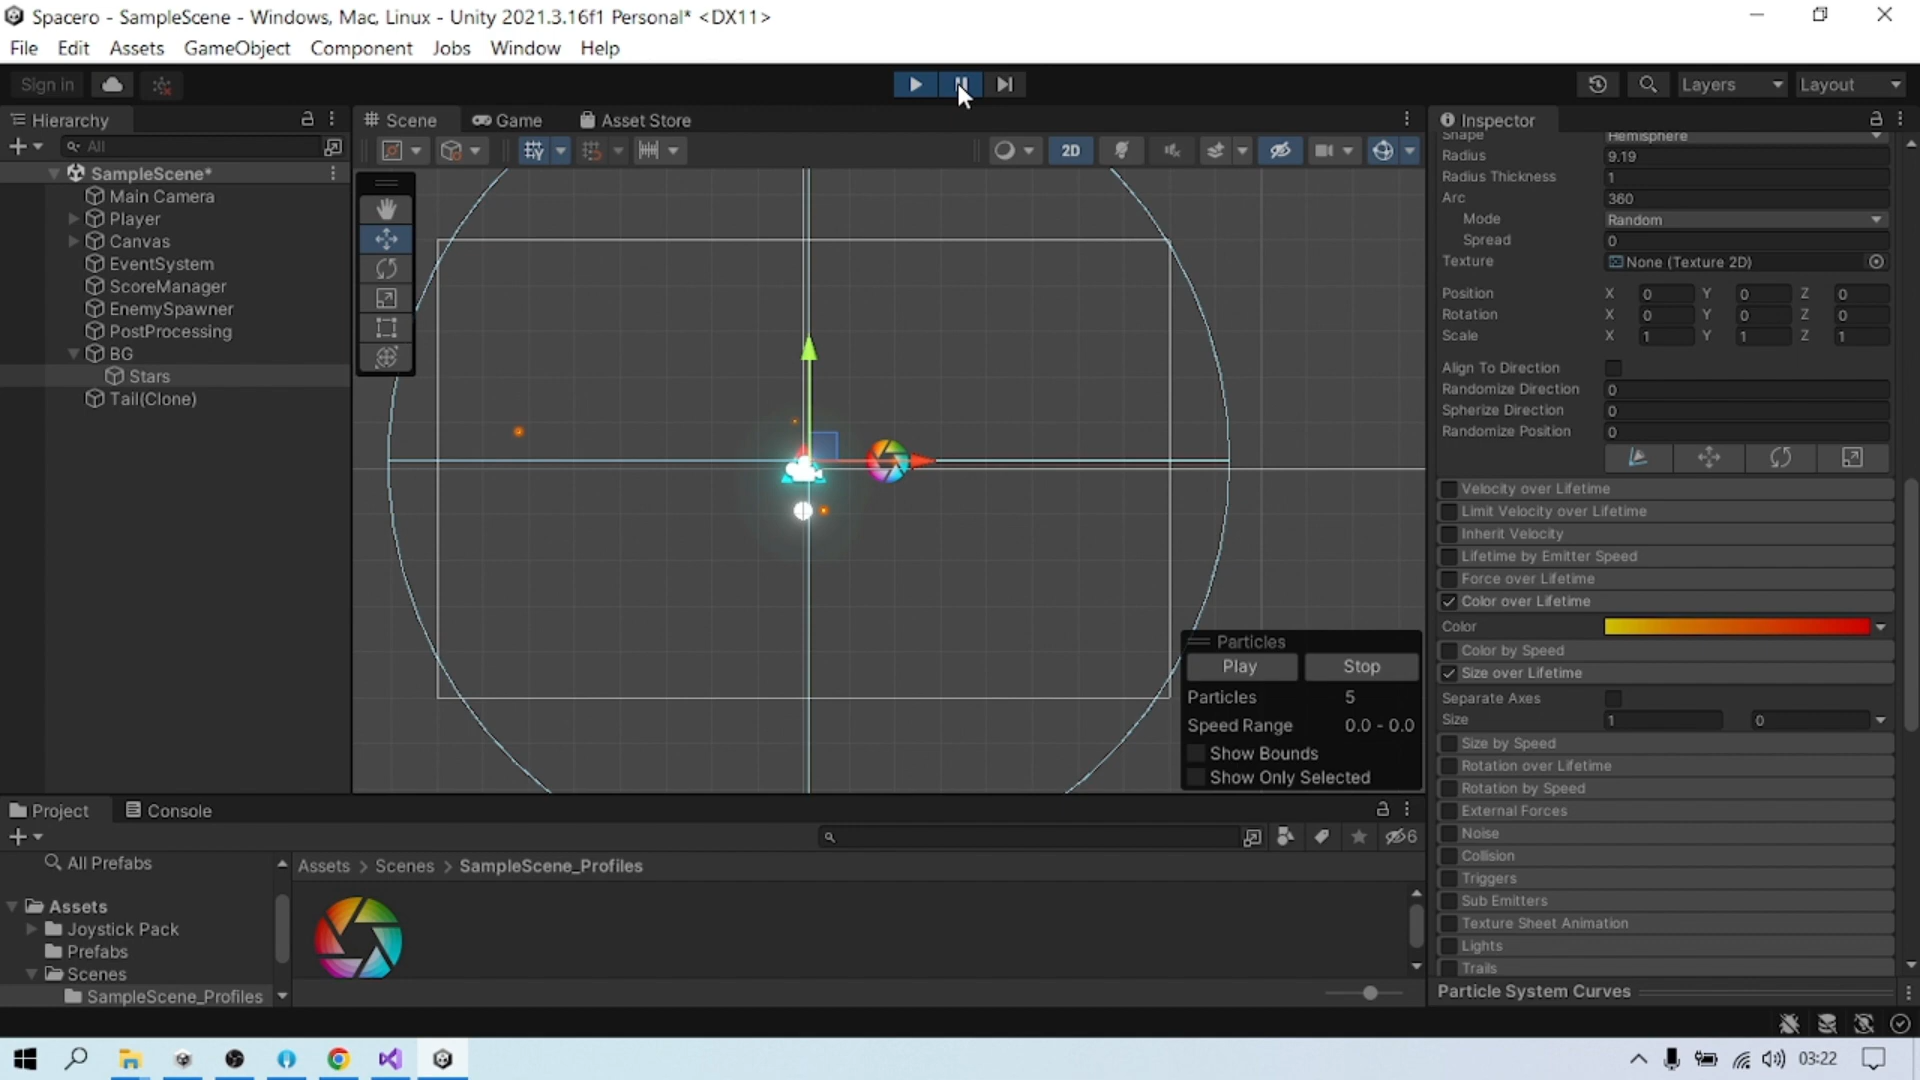 Spacero - SampleScene - Windows, Mac, Linux - Unity 2021.3.16f1 Personal* <DX11>
File Edit Assets GameObject Component Jobs Window Help
Sign in
Layers
Layout
Hierarchy
All
SampleScene*
Main Camera
Player
Canvas
EventSystem
ScoreManager
EnemySpawner
PostProcessing
BG
Stars
Tail(Clone)
Scene
Game
Asset Store
2D
Particles
Play
Stop
Particles 5
Speed Range 0.0 - 0.0
Show Bounds
Show Only Selected
Inspector
Shape Hemisphere
Radius 9.19
Radius Thickness 1
Arc 360
Mode Random
Spread 0
Texture None (Texture 2D)
Position X 0 Y 0 Z 0
Rotation X 0 Y 0 Z 0
Scale X 1 Y 1 Z 1
Align To Direction
Randomize Direction 0
Spherize Direction 0
Randomize Position 0
Velocity over Lifetime
Limit Velocity over Lifetime
Inherit Velocity
Lifetime by Emitter Speed
Force over Lifetime
Color over Lifetime
Color
Color by Speed
Size over Lifetime
Separate Axes
Size 1 0
Size by Speed
Rotation over Lifetime
Rotation by Speed
External Forces
Noise
Collision
Triggers
Sub Emitters
Texture Sheet Animation
Lights
Trails
Particle System Curves
Project
Console
6
All Prefabs
Assets
Joystick Pack
Prefabs
Scenes
SampleScene_Profiles
Assets > Scenes > SampleScene_Profiles
03:22